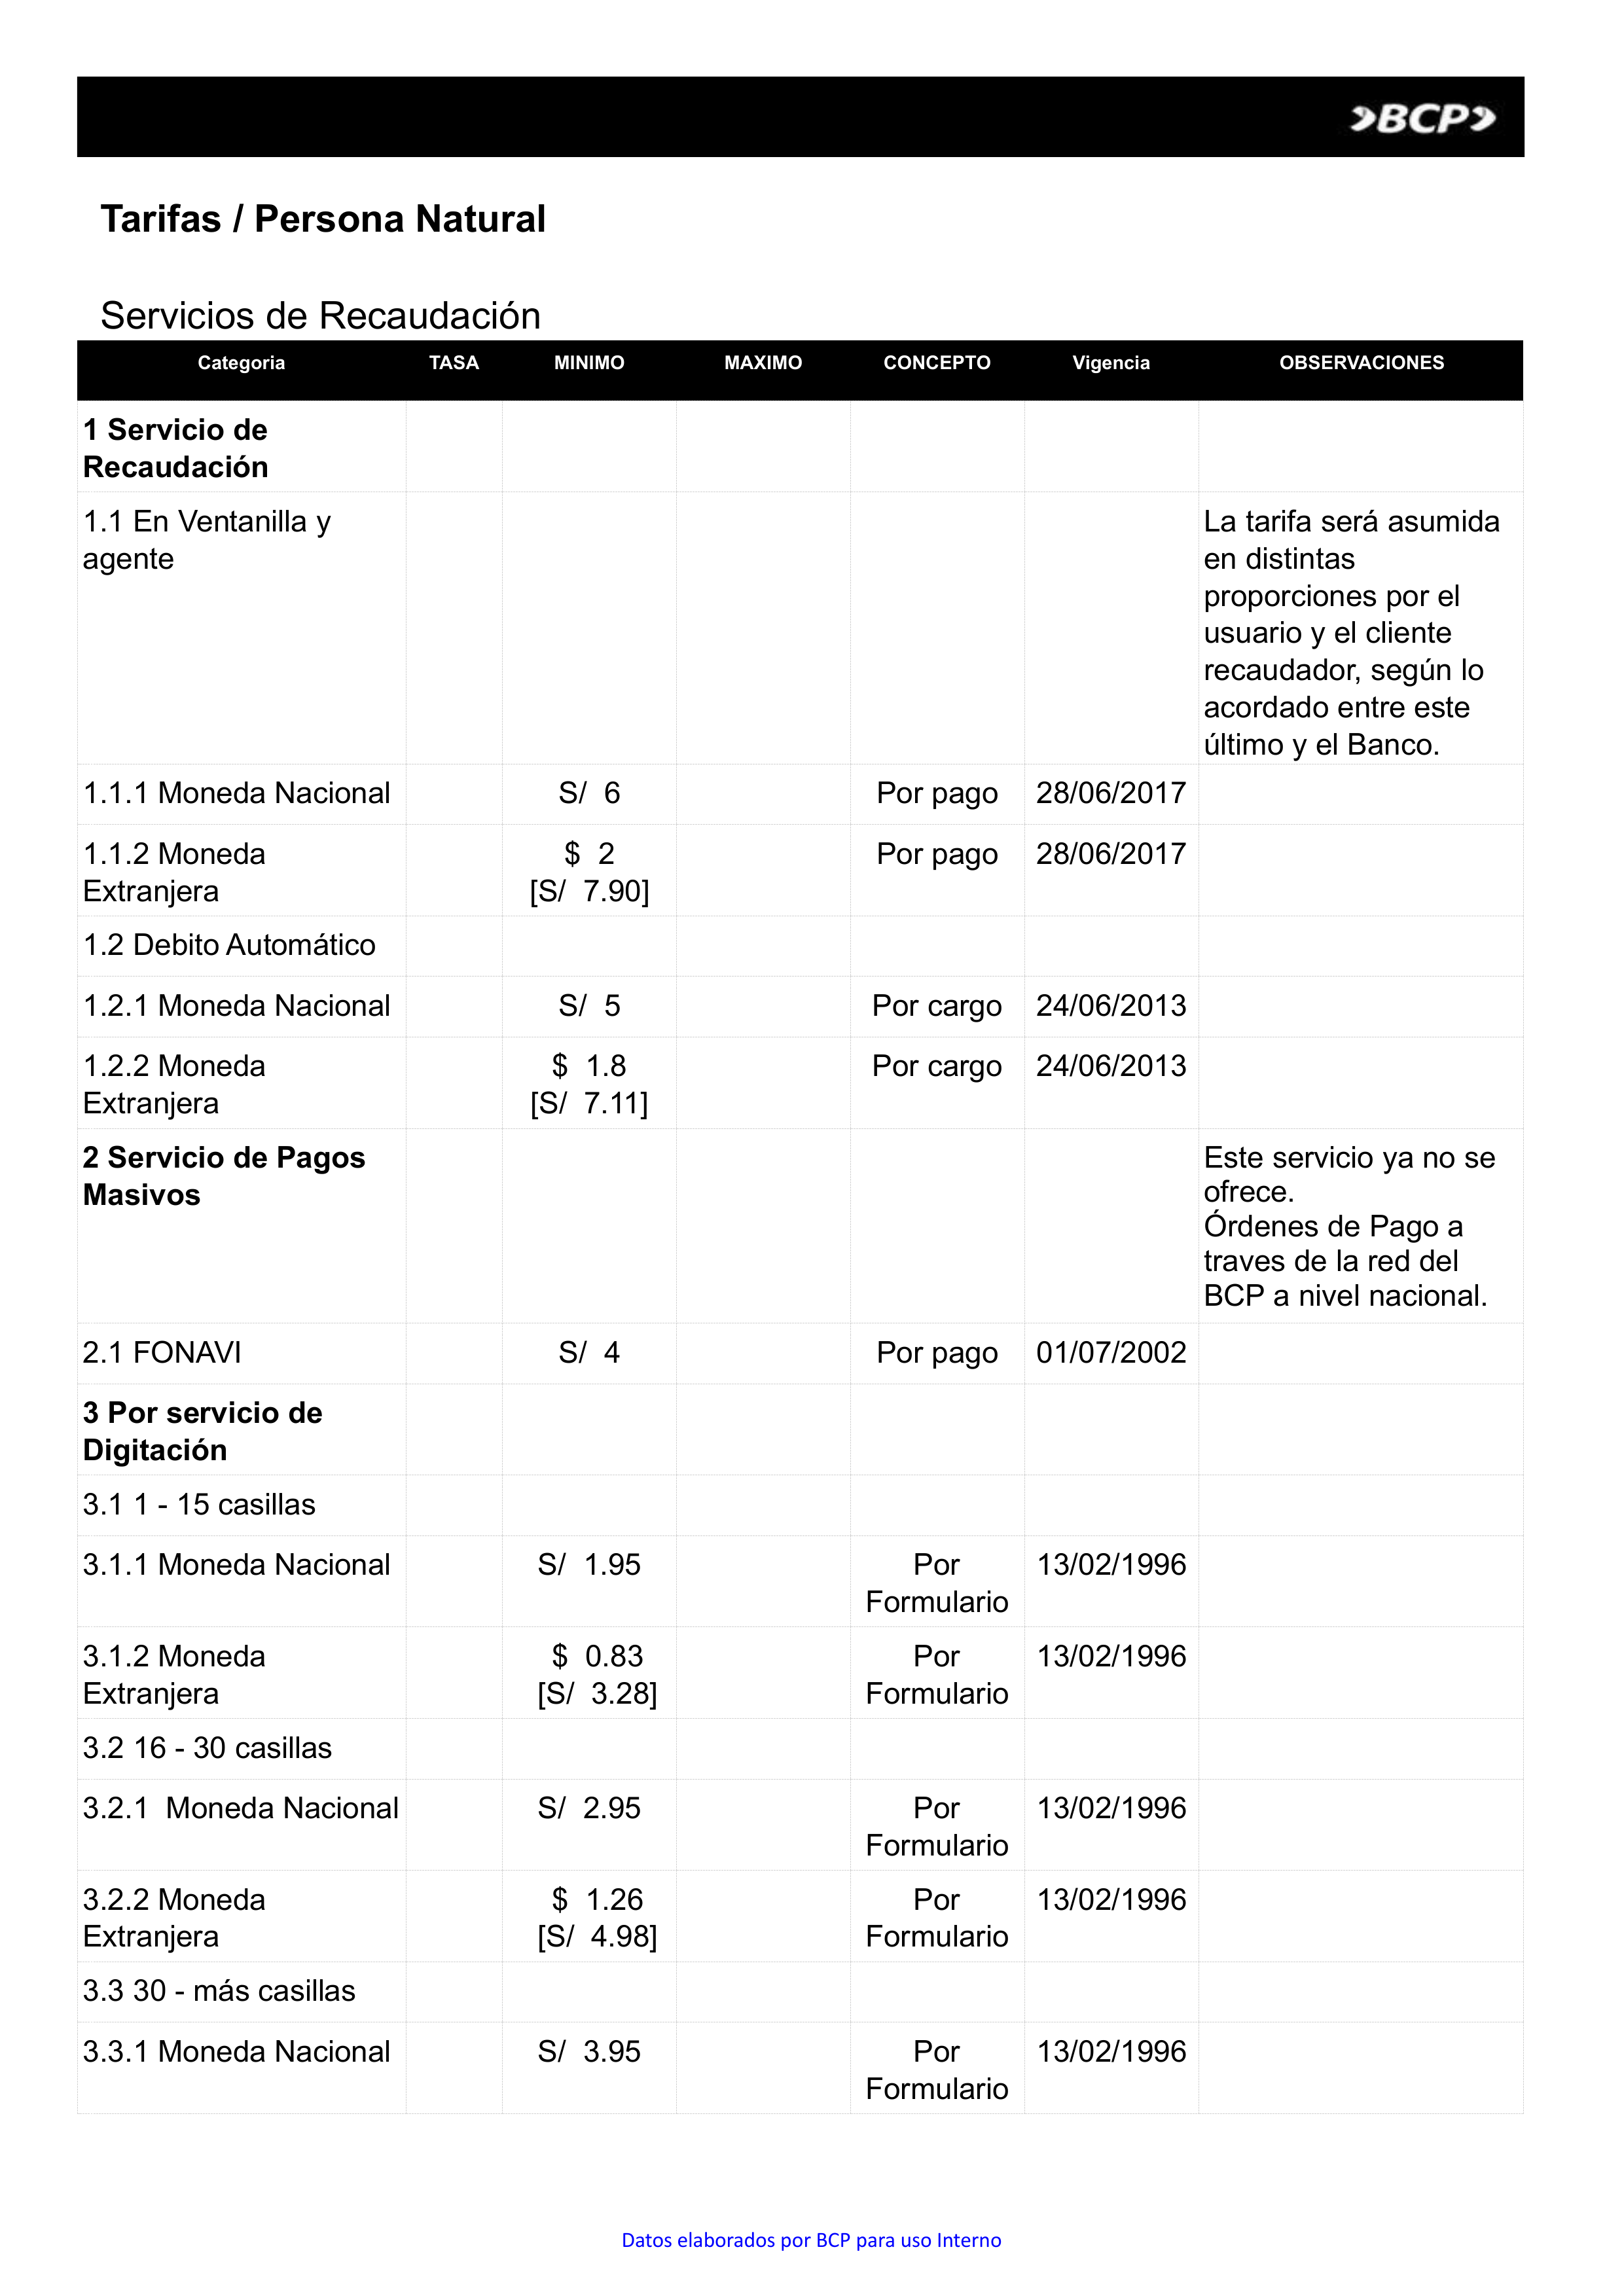 BCP
Tarifas / Persona Natural
Servicios de Recaudación
Categoria TASA MINIMO MAXIMO CONCEPTO Vigencia OBSERVACIONES
1 Servicio de
Recaudación
1.1 En Ventanilla y
agente
La tarifa será asumida
en distintas
proporciones por el
usuario y el cliente
recaudador, según lo
acordado entre este
último y el Banco.
1.1.1 Moneda Nacional S/ 6 Por pago 28/06/2017
1.1.2 Moneda
Extranjera
$ 2
[S/ 7.90]
Por pago 28/06/2017
1.2 Debito Automático
1.2.1 Moneda Nacional S/ 5 Por cargo 24/06/2013
1.2.2 Moneda
Extranjera
$ 1.8
[S/ 7.11]
Por cargo 24/06/2013
2 Servicio de Pagos
Masivos
Este servicio ya no se
ofrece.
Órdenes de Pago a
traves de la red del
BCP a nivel nacional.
2.1 FONAVI S/ 4 Por pago 01/07/2002
3 Por servicio de
Digitación
3.1 1 - 15 casillas
3.1.1 Moneda Nacional S/ 1.95 Por
Formulario
13/02/1996
3.1.2 Moneda
Extranjera
$ 0.83
[S/ 3.28]
Por
Formulario
13/02/1996
3.2 16 - 30 casillas
3.2.1 Moneda Nacional S/ 2.95 Por
Formulario
13/02/1996
3.2.2 Moneda
Extranjera
$ 1.26
[S/ 4.98]
Por
Formulario
13/02/1996
3.3 30 - más casillas
3.3.1 Moneda Nacional S/ 3.95 Por
Formulario
13/02/1996
Datos elaborados por BCP para uso Interno